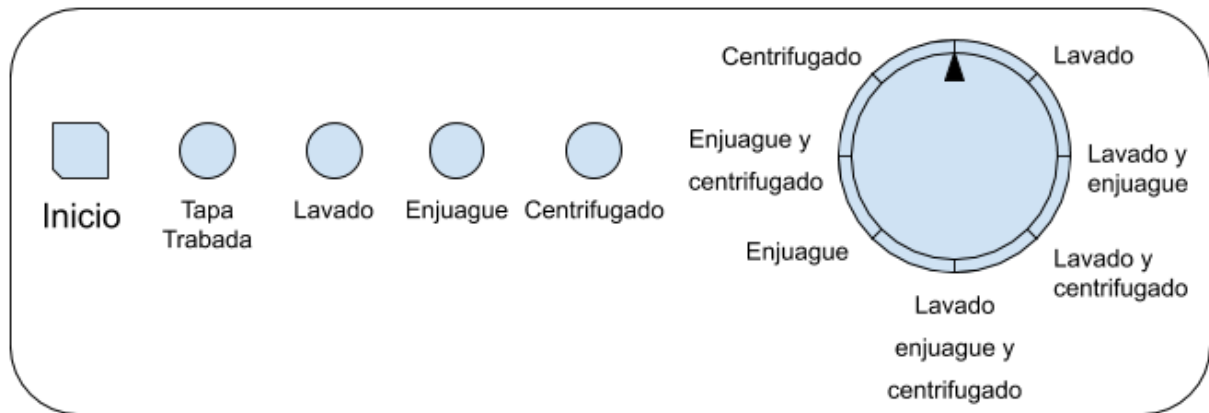 Inicio
Tapa
Trabada
Lavado
Enjuague
Centrifugado
Centrifugado
Lavado
Enjuague y
centrifugado
Lavado y
enjuague
Enjuague
Lavado y
centrifugado
Lavado
enjuague y
centrifugado